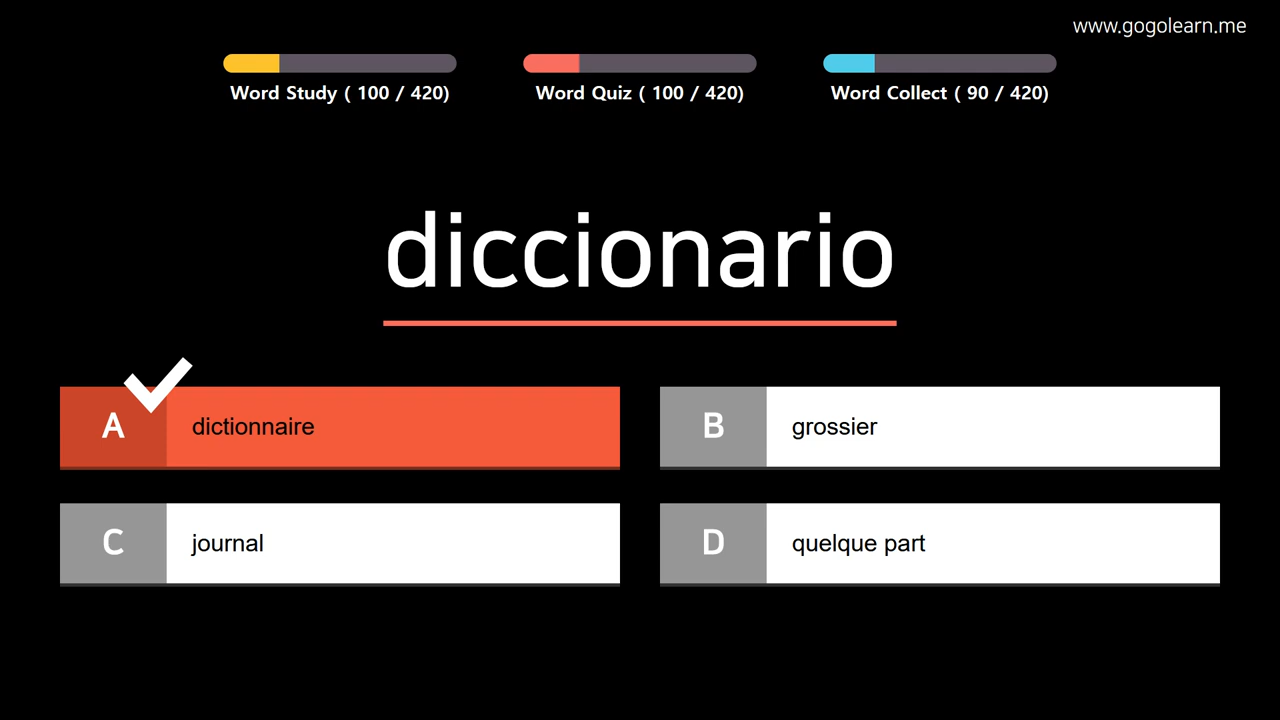 www.gogolearn.me
Word Study ( 100 / 420)
Word Quiz ( 100 / 420)
Word Collect ( 90 / 420)
diccionario
A dictionnaire
B grossier
C journal
D quelque part